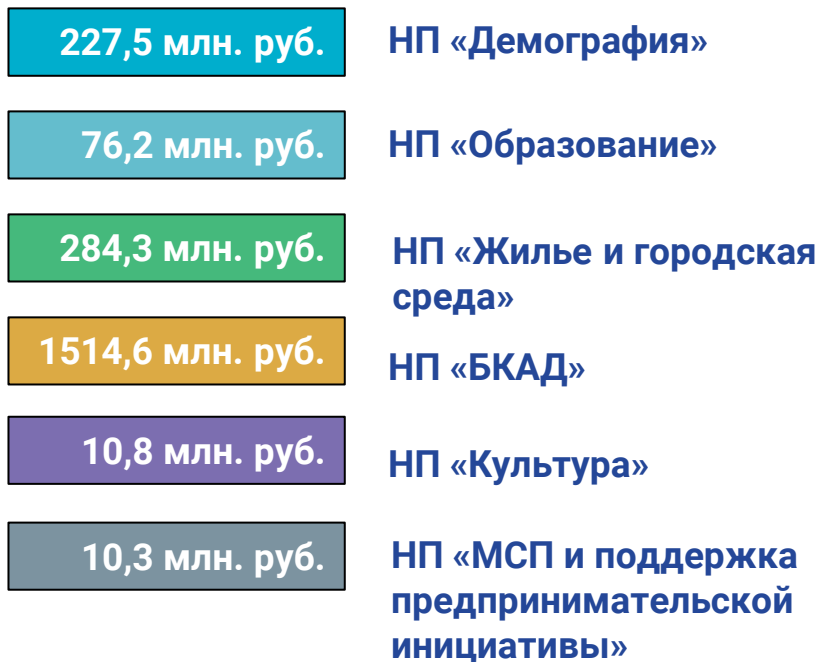 227,5 млн. руб. НП «Демография»
76,2 млн. руб. НП «Образование»
284,3 млн. руб. НП «Жилье и городская
среда»
1514,6 млн. руб. НП «БКАД»
10,8 млн. руб. НП «Культура»
10,3 млн. руб. НП «МСП и поддержка
предпринимательской
инициативы»